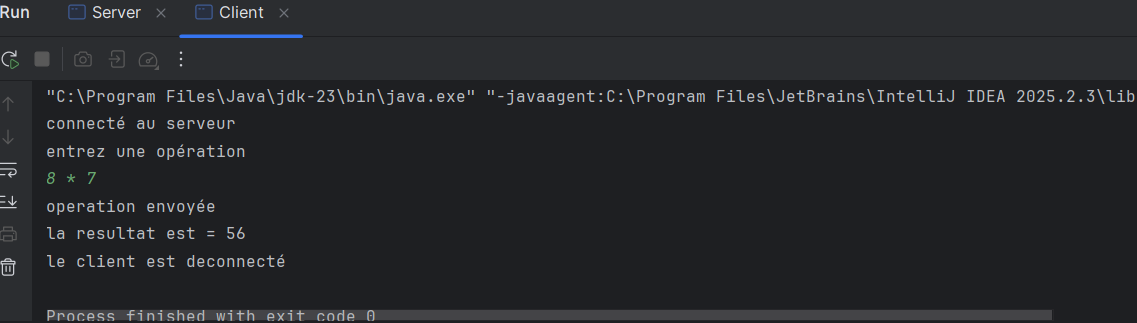 Run Server Client
"C:\Program Files\Java\jdk-23\bin\java.exe" "-javaagent:C:\Program Files\JetBrains\IntelliJ IDEA 2025.2.3\lib
connecté au serveur
entrez une opération
8 * 7
operation envoyée
la resultat est = 56
le client est deconnecté
Process finished with exit code 0